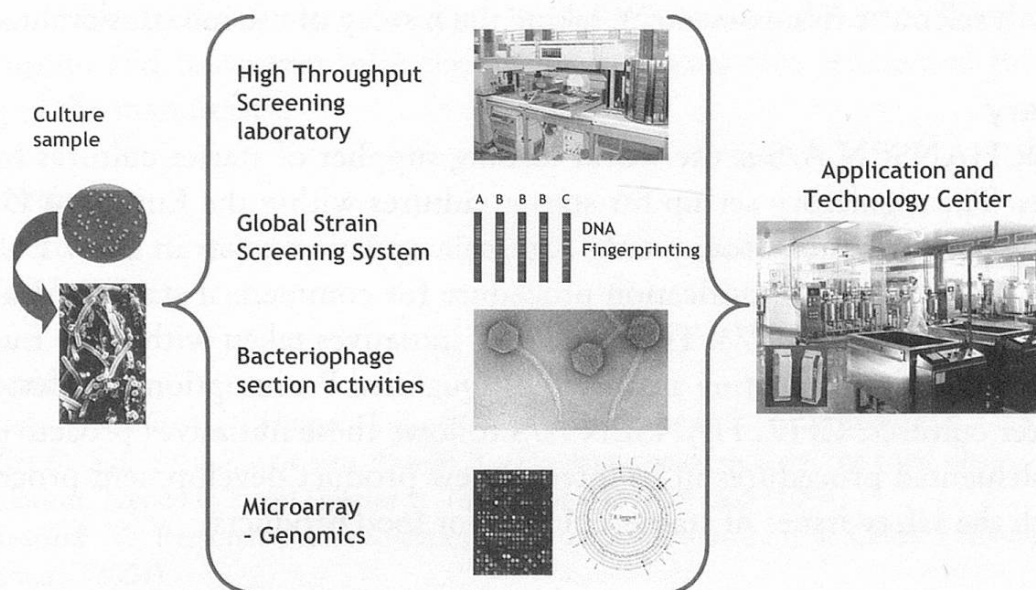 Culture
sample
High Throughput
Screening
laboratory
Global Strain
Screening System
A B B B C
DNA
Fingerprinting
Bacteriophage
section activities
Microarray
- Genomics
Application and
Technology Center